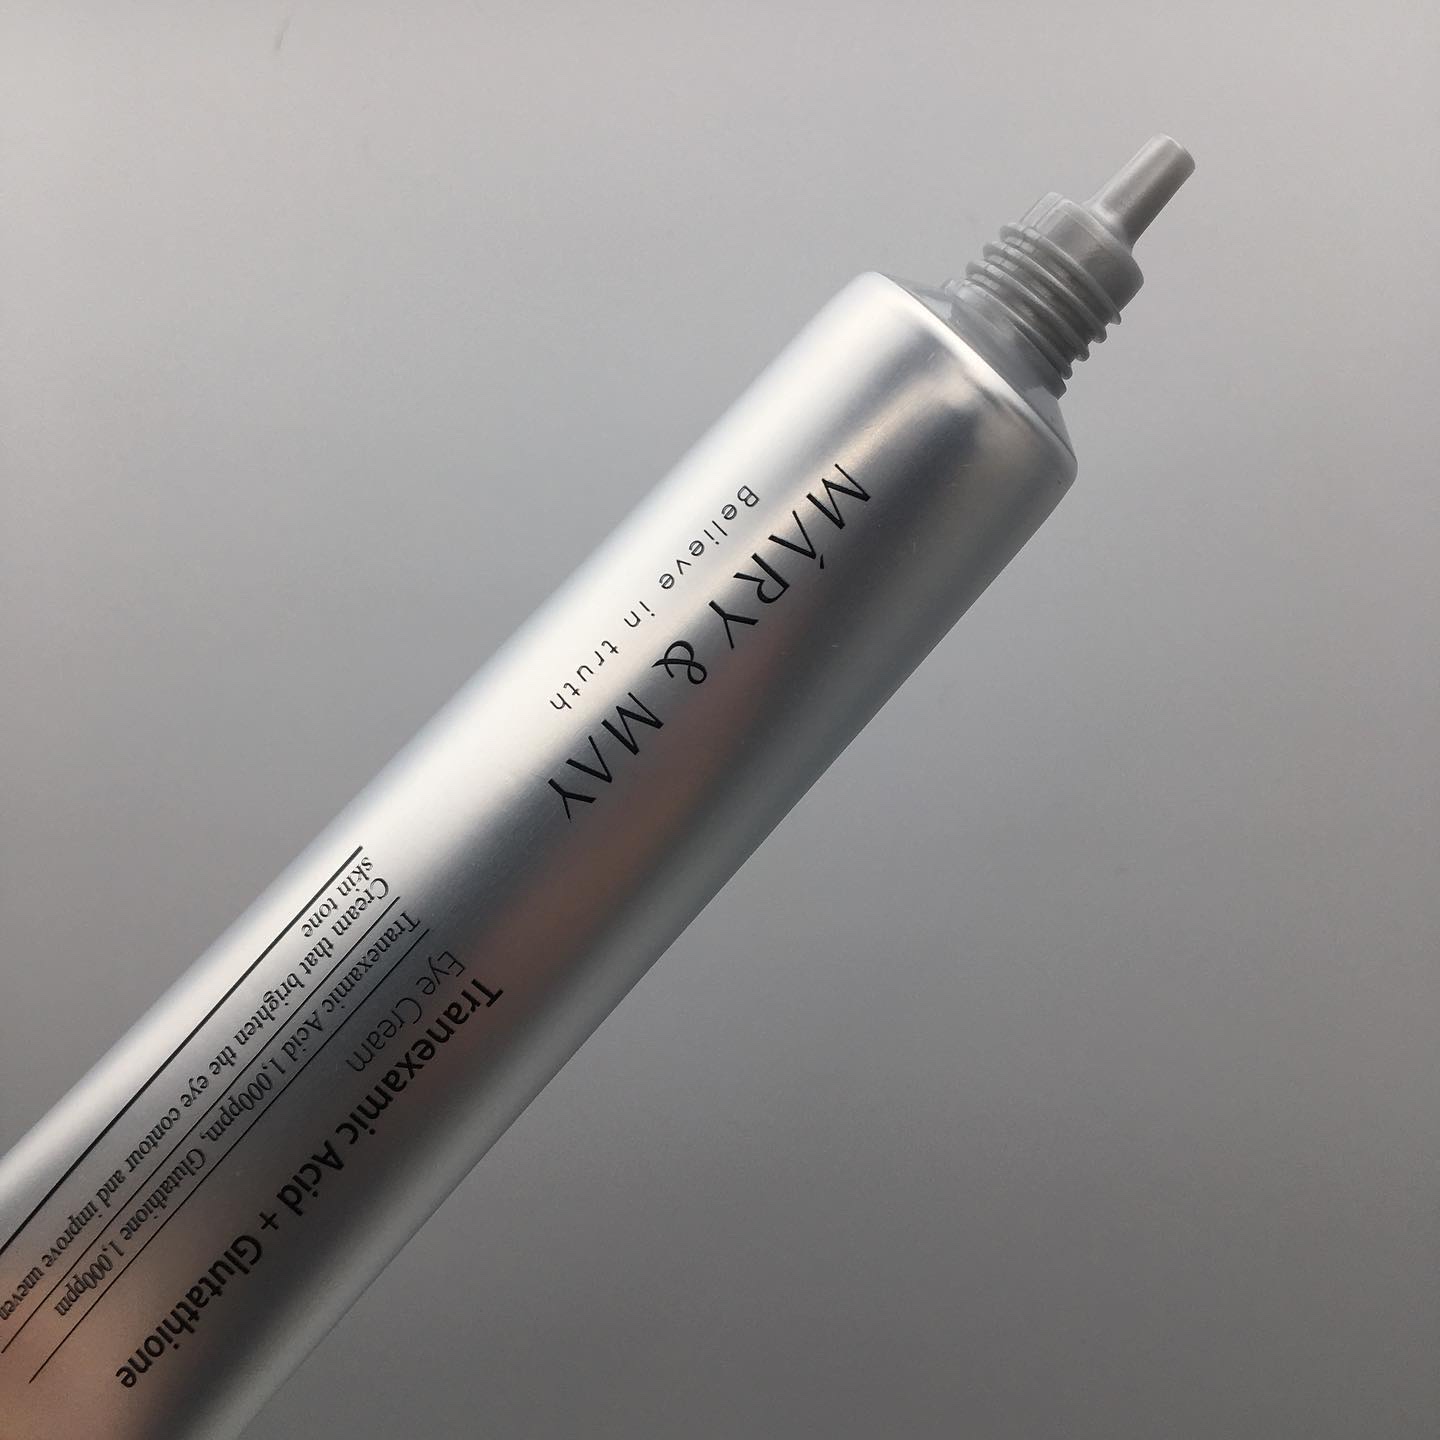 MÁRY & MAY
Believe in truth
Tranexamic Acid + Glutathione
Eye Cream
Tranexamic Acid 1,000ppm, Glutathione 1,000ppm
Cream that brighten the eye contour and improve uneven
skin tone